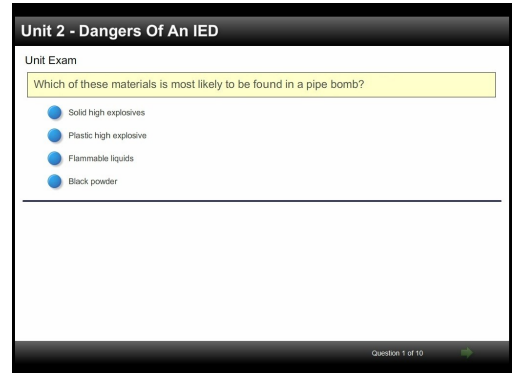 Unit 2 - Dangers Of An IED
Unit Exam
Which of these materials is most likely to be found in a pipe bomb?
Solid high explosives
Plastic high explosive
Flammable liquids
Black powder
Question 1 of 10